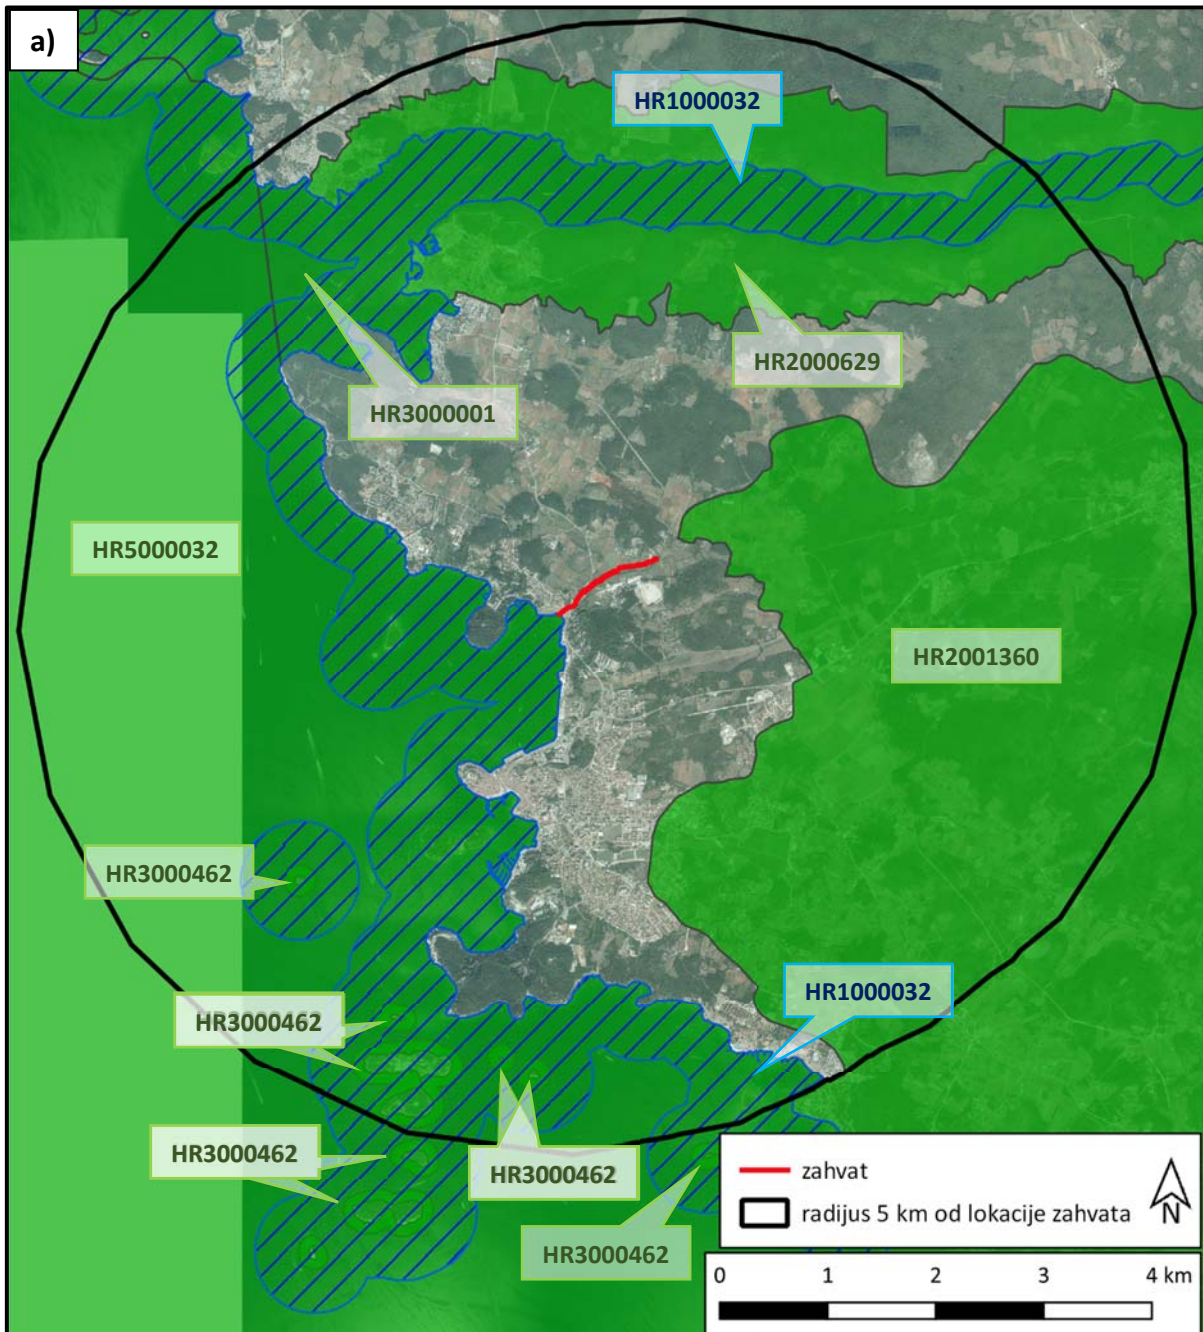 a)
HR1000032
HR2000629
HR3000001
HR5000032
HR2001360
HR3000462
HR1000032
HR3000462
HR3000462
HR3000462
HR3000462
zahvat
radijus 5 km od lokacije zahvata
N
0 1 2 3 4 km